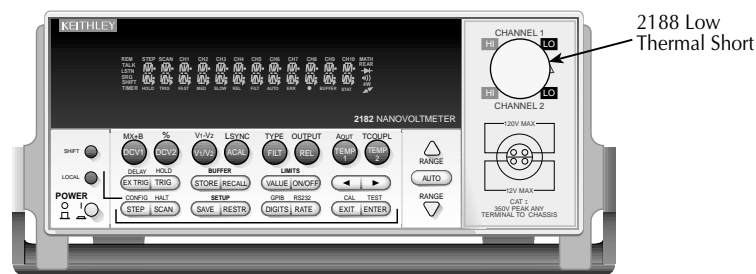 KEITHLEY
REM STEP SCAN CH1 CH2 CH3 CH4 CH5 CH6 CH7 CH8 CH9 CH10 MATH
TALK REAR
LSTN
SRQ
SHIFT 4W
TIMER HOLD TRIG FAST MED SLOW REL FILT AUTO ERR BUFFER STAT
2182 NANOVOLTMETER
MX+B % V1-V2 LSYNC TYPE OUTPUT AOUT TCOUPL
SHIFT DCV1 DCV2 V1/V2 ACAL FILT REL TEMP 1 TEMP 2
RANGE
DELAY HOLD BUFFER LIMITS
LOCAL EX TRIG TRIG STORE RECALL VALUE ON/OFF ◄ ► AUTO
POWER CONFIG HALT SETUP GPIB RS232 CAL TEST RANGE
O I STEP SCAN SAVE RESTR DIGITS RATE EXIT ENTER
CHANNEL 1
HI LO
HI LO
CHANNEL 2
120V MAX
12V MAX
CAT I
350V PEAK ANY
TERMINAL TO CHASSIS
2188 Low
Thermal Short